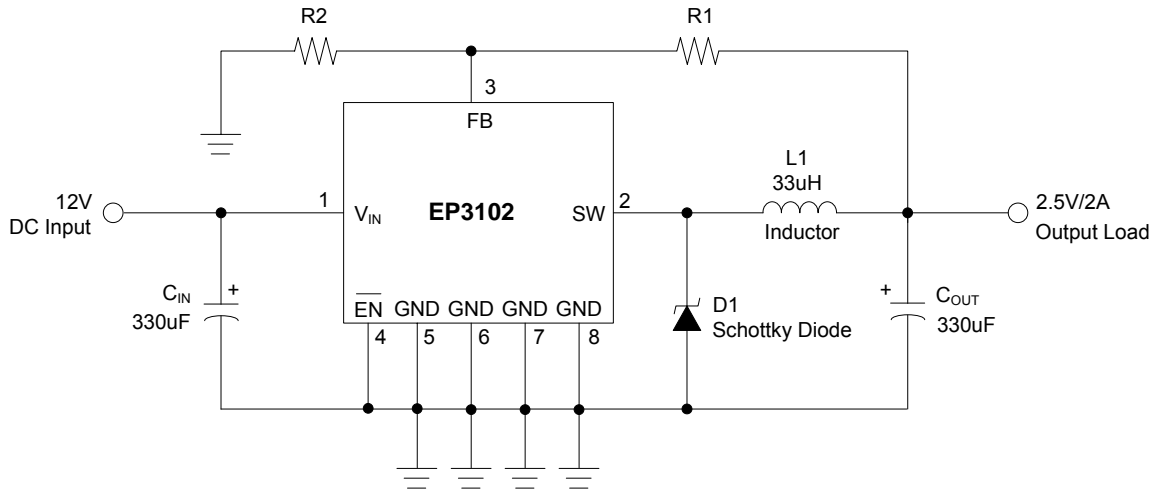 R2
R1
3
FB
12V
DC Input
1
VIN
EP3102
SW
2
L1
33uH
Inductor
2.5V/2A
Output Load
CIN
+
330uF
EN GND GND GND GND
4 5 6 7 8
D1
Schottky Diode
+
COUT
330uF